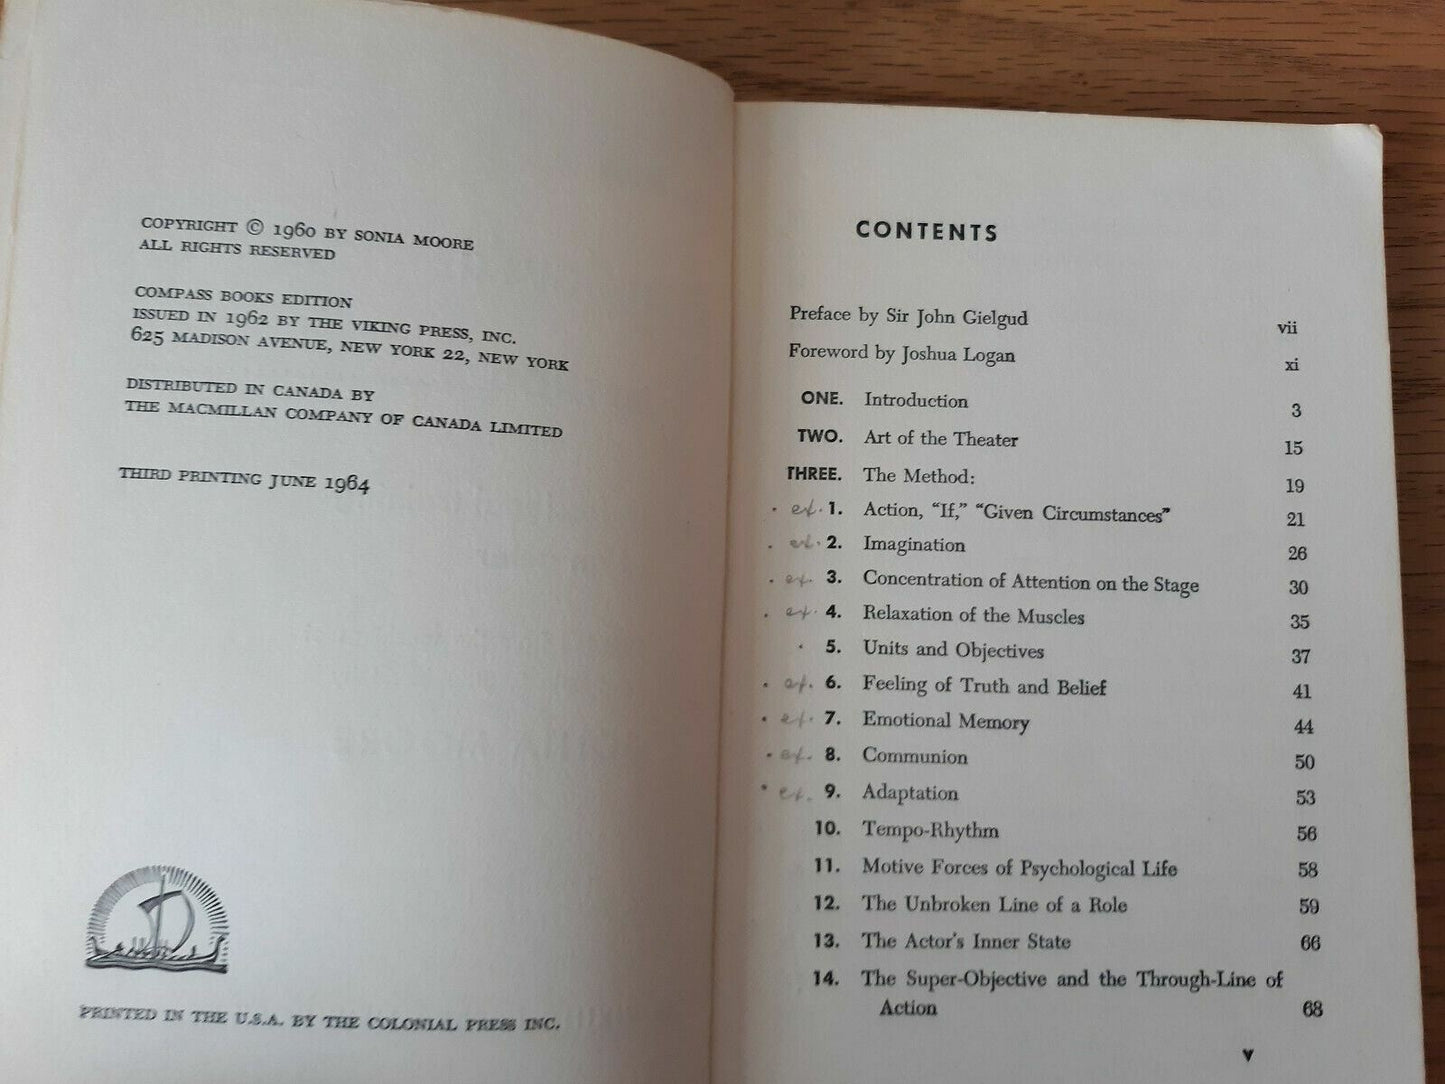 COPYRIGHT © 1960 BY SONIA MOORE
ALL RIGHTS RESERVED
COMPASS BOOKS EDITION
ISSUED IN 1962 BY THE VIKING PRESS, INC.
625 MADISON AVENUE, NEW YORK 22, NEW YORK
DISTRIBUTED IN CANADA BY
THE MACMILLAN COMPANY OF CANADA LIMITED
THIRD PRINTING JUNE 1964
PRINTED IN THE U.S.A. BY THE COLONIAL PRESS INC.
CONTENTS
Preface by Sir John Gielgud vii
Foreword by Joshua Logan xi
ONE. Introduction 3
TWO. Art of the Theater 15
THREE. The Method: 19
ex. 1. Action, "If," "Given Circumstances" 21
ex. 2. Imagination 26
ex. 3. Concentration of Attention on the Stage 30
ex. 4. Relaxation of the Muscles 35
5. Units and Objectives 37
ex. 6. Feeling of Truth and Belief 41
ex. 7. Emotional Memory 44
ex. 8. Communion 50
ex. 9. Adaptation 53
10. Tempo-Rhythm 56
11. Motive Forces of Psychological Life 58
12. The Unbroken Line of a Role 59
13. The Actor's Inner State 66
14. The Super-Objective and the Through-Line of
Action 68
v